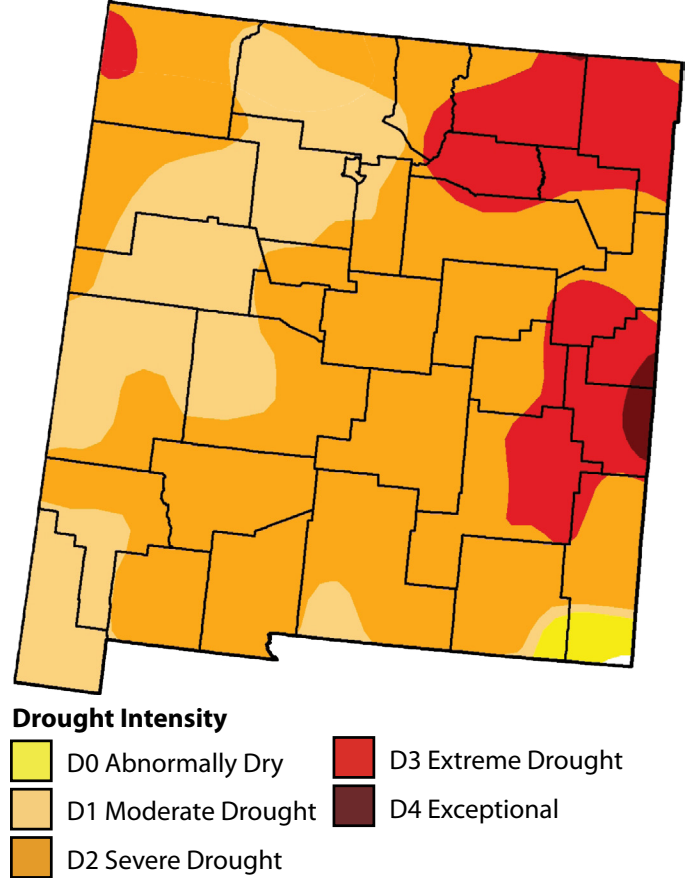 Drought Intensity
D0 Abnormally Dry
D1 Moderate Drought
D2 Severe Drought
D3 Extreme Drought
D4 Exceptional